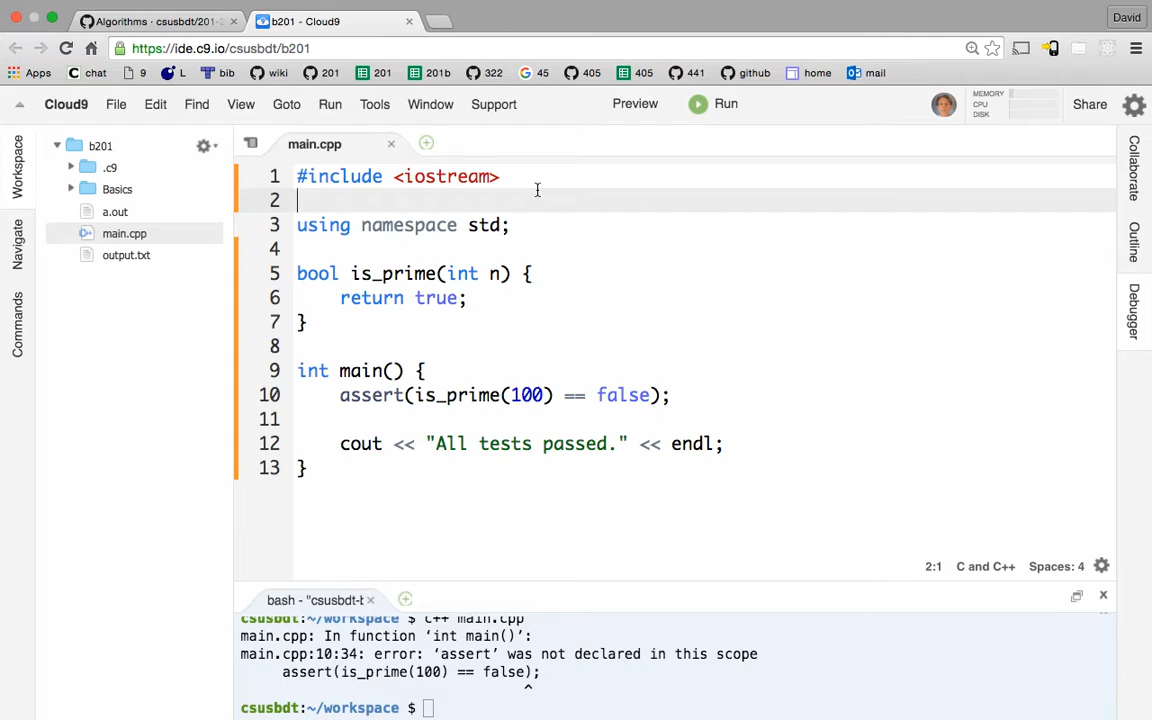 Algorithms · csusbdt/201-2
b201 - Cloud9
David
https://ide.c9.io/csusbdt/b201
Apps chat 9 L bib wiki 201 201 201b 322 45 405 405 441 github home mail
Cloud9 File Edit Find View Goto Run Tools Window Support Preview Run MEMORY CPU DISK Share
Workspace
Navigate
Commands
b201
.c9
Basics
a.out
main.cpp
output.txt
main.cpp
1 #include <iostream>
2
3 using namespace std;
4
5 bool is_prime(int n) {
6 return true;
7 }
8
9 int main() {
10 assert(is_prime(100) == false);
11
12 cout << "All tests passed." << endl;
13 }
2:1 C and C++ Spaces: 4
Collaborate
Outline
Debugger
bash - "csusbdt-b
csusbdt:~/workspace $ c++ main.cpp
main.cpp: In function ‘int main()’:
main.cpp:10:34: error: ‘assert’ was not declared in this scope
assert(is_prime(100) == false);
^
csusbdt:~/workspace $